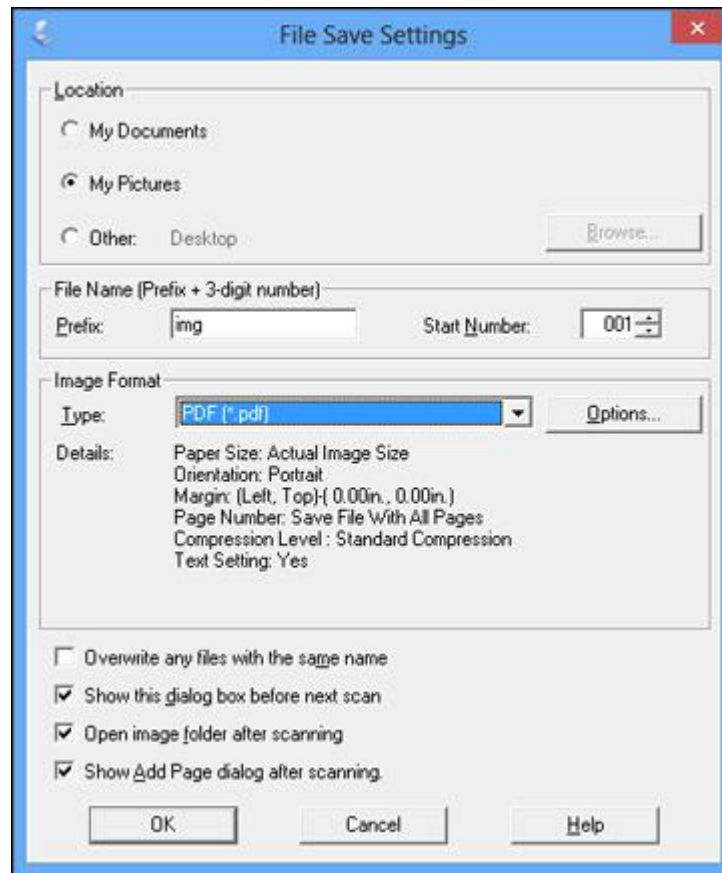 File Save Settings
Location
My Documents
My Pictures
Other: Desktop Browse...
File Name (Prefix + 3-digit number)
Prefix: img Start Number: 001
Image Format
Type: PDF (*.pdf) Options...
Details: Paper Size: Actual Image Size
Orientation: Portrait
Margin: (Left, Top)-( 0.00in., 0.00in.)
Page Number: Save File With All Pages
Compression Level : Standard Compression
Text Setting: Yes
Overwrite any files with the same name
Show this dialog box before next scan
Open image folder after scanning
Show Add Page dialog after scanning.
OK Cancel Help